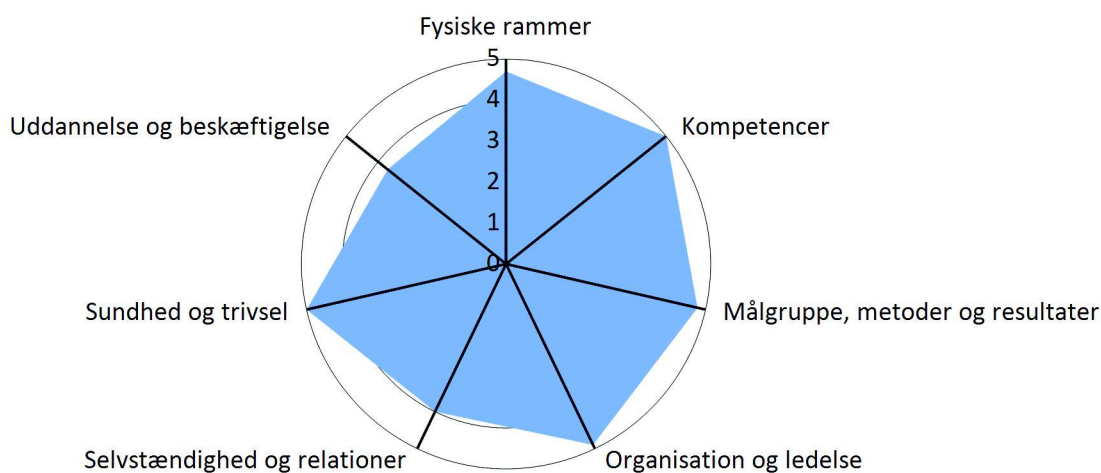 Fysiske rammer
5
4
3
2
1
0
Kompetencer
Målgruppe, metoder og resultater
Organisation og ledelse
Selvstændighed og relationer
Sundhed og trivsel
Uddannelse og beskæftigelse